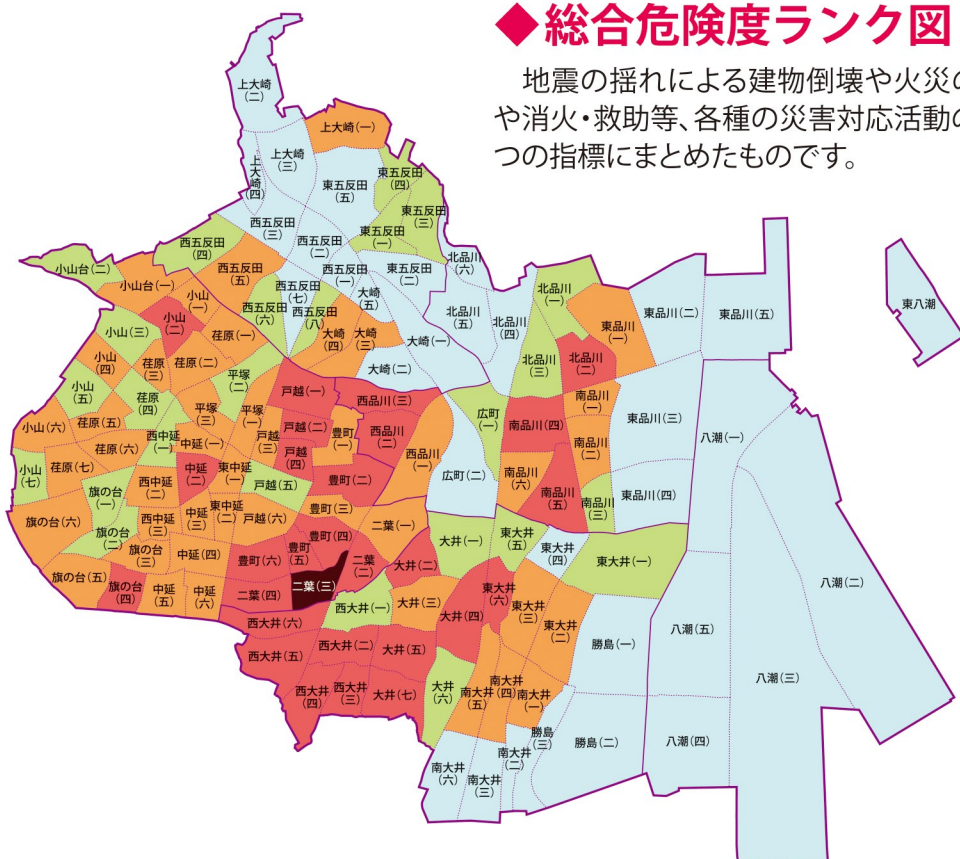 ◆総合危険度ランク図
地震の揺れによる建物倒壊や火災の
や消火・救助等、各種の災害対応活動の
つの指標にまとめたものです。
上大崎(二)
上大崎(一)
上大崎(三)
上大崎(四)
東五反田(四)
東五反田(五)
東五反田(三)
東五反田(一)
西五反田(三)
西五反田(二)
西五反田(四)
西五反田(一)
東五反田(二)
北品川(六)
小山台(二)
西五反田(五)
小山台(一)
西五反田(七)
大崎(五)
北品川(一)
東八潮
小山(一)
西五反田(六)
西五反田(八)
北品川(五)
北品川(四)
東品川(二)
東品川(五)
小山(二)
小山(三)
荏原(一)
大崎(四)
大崎(三)
大崎(一)
東品川(一)
小山(四)
荏原(三)
荏原(二)
大崎(二)
北品川(三)
北品川(二)
小山(五)
平塚(二)
戸越(一)
西品川(三)
荏原(四)
南品川(一)
小山(六)
荏原(五)
平塚(三)
平塚(一)
戸越(二)
豊町(一)
西品川(二)
広町(一)
南品川(四)
東品川(三)
八潮(一)
西中延(一)
中延(一)
戸越(三)
荏原(六)
戸越(四)
西品川(一)
南品川(二)
小山(七)
荏原(七)
中延(二)
東中延(一)
戸越(五)
豊町(二)
広町(二)
南品川(六)
南品川(五)
南品川(三)
東品川(四)
西中延(二)
旗の台(一)
旗の台(六)
旗の台(二)
西中延(三)
中延(三)
東中延(二)
戸越(六)
豊町(三)
二葉(一)
豊町(四)
大井(一)
東大井(五)
東大井(四)
東大井(一)
旗の台(三)
中延(四)
豊町(六)
豊町(五)
二葉(二)
大井(二)
旗の台(五)
旗の台(四)
中延(五)
中延(六)
二葉(四)
二葉(三)
西大井(一)
大井(三)
大井(四)
東大井(六)
東大井(三)
東大井(二)
八潮(二)
西大井(六)
西大井(五)
西大井(二)
大井(五)
勝島(一)
八潮(五)
西大井(四)
西大井(三)
大井(七)
大井(六)
南大井(五)
南大井(四)
南大井(一)
八潮(三)
勝島(三)
勝島(二)
八潮(四)
南大井(六)
南大井(三)
南大井(二)